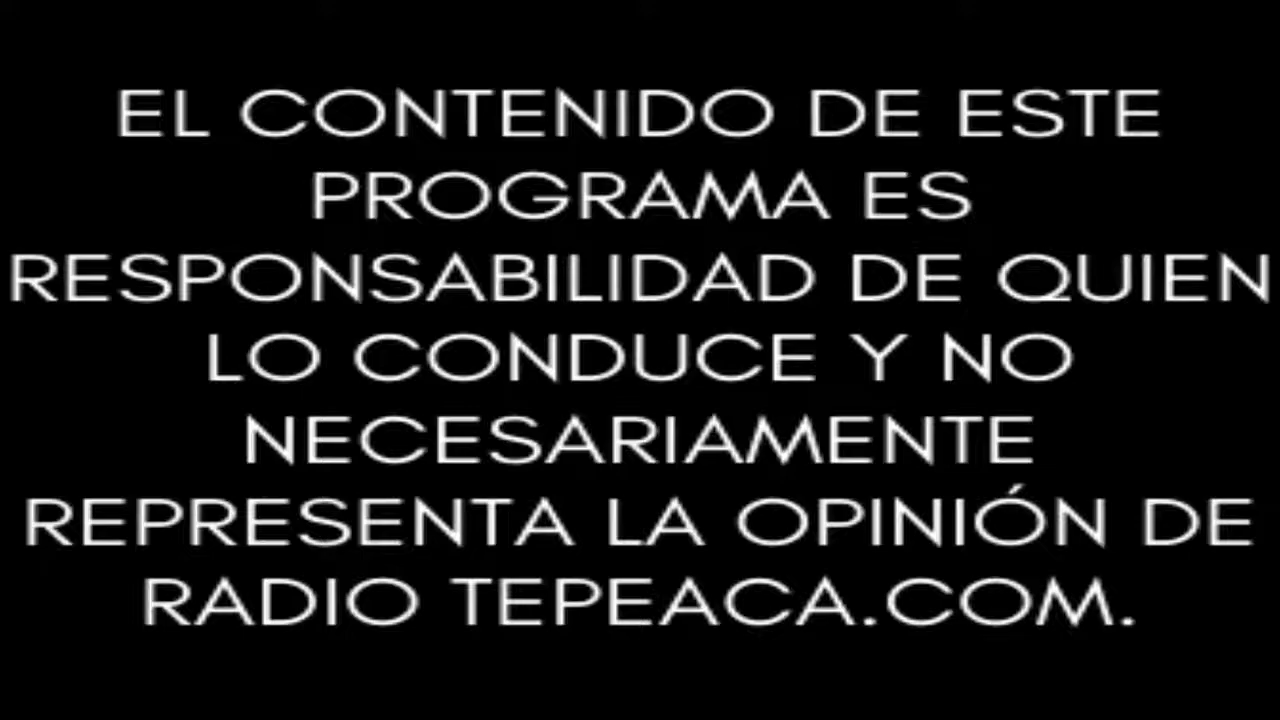 EL CONTENIDO DE ESTE
PROGRAMA ES
RESPONSABILIDAD DE QUIEN
LO CONDUCE Y NO
NECESARIAMENTE
REPRESENTA LA OPINIÓN DE
RADIO TEPEACA.COM.